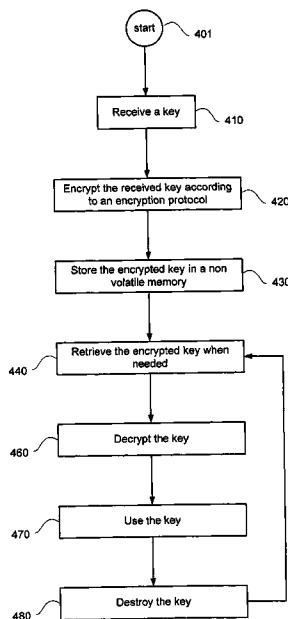 start
401
Receive a key
410
Encrypt the received key according
to an encryption protocol
420
Store the encrypted key in a non
volatile memory
430
Retrieve the encrypted key when
needed
440
Decrypt the key
460
Use the key
470
Destroy the key
480